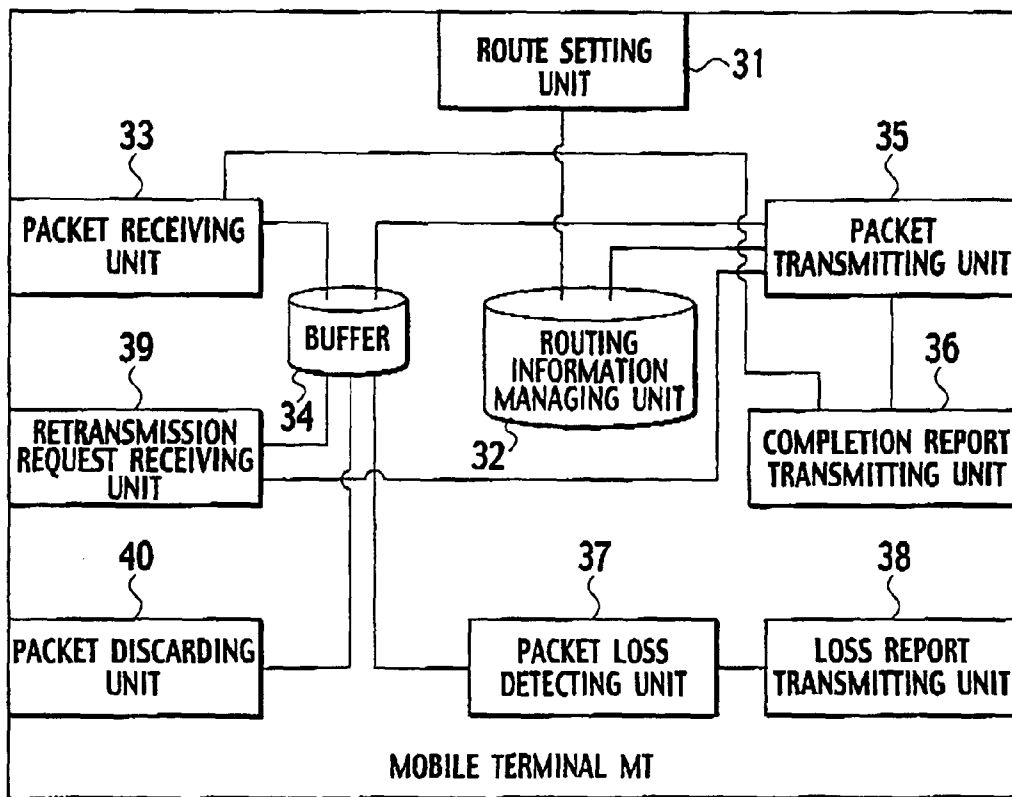 ROUTE SETTING
UNIT
31
33
35
PACKET RECEIVING
UNIT
PACKET
TRANSMITTING UNIT
BUFFER
34
ROUTING
INFORMATION
MANAGING UNIT
32
39
36
RETRANSMISSION
REQUEST RECEIVING
UNIT
COMPLETION REPORT
TRANSMITTING UNIT
40
37
38
PACKET DISCARDING
UNIT
PACKET LOSS
DETECTING UNIT
LOSS REPORT
TRANSMITTING UNIT
MOBILE TERMINAL MT